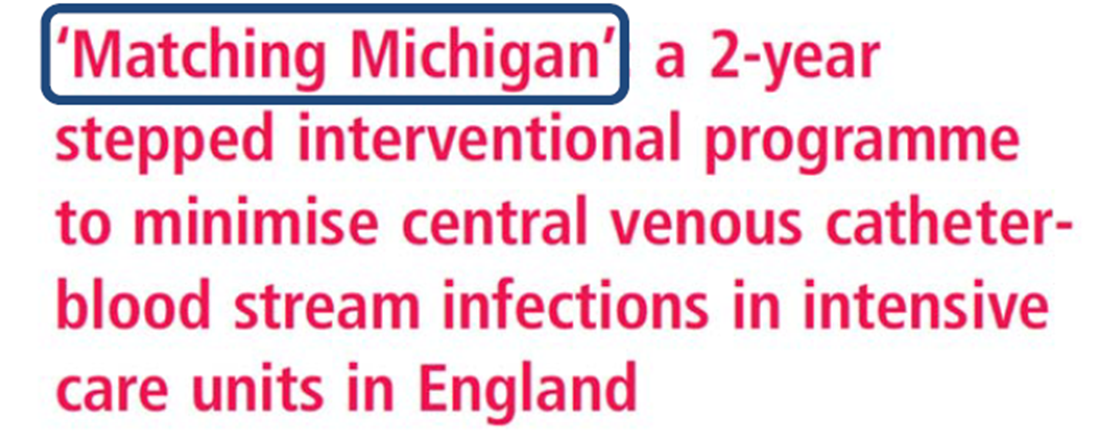 ‘Matching Michigan’ a 2-year
stepped interventional programme
to minimise central venous catheter-
blood stream infections in intensive
care units in England